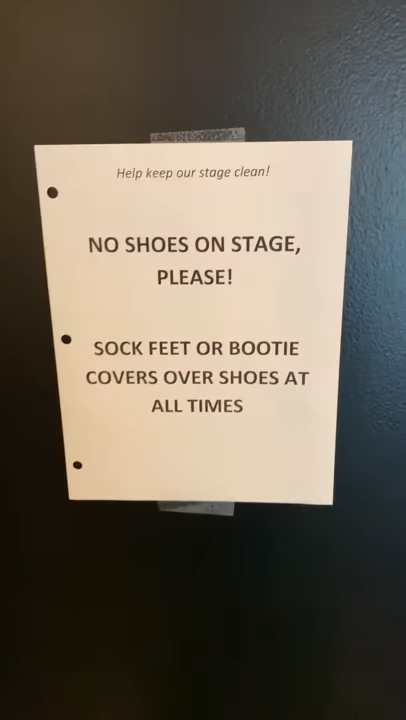 Help keep our stage clean!
NO SHOES ON STAGE,
PLEASE!
SOCK FEET OR BOOTIE
COVERS OVER SHOES AT
ALL TIMES